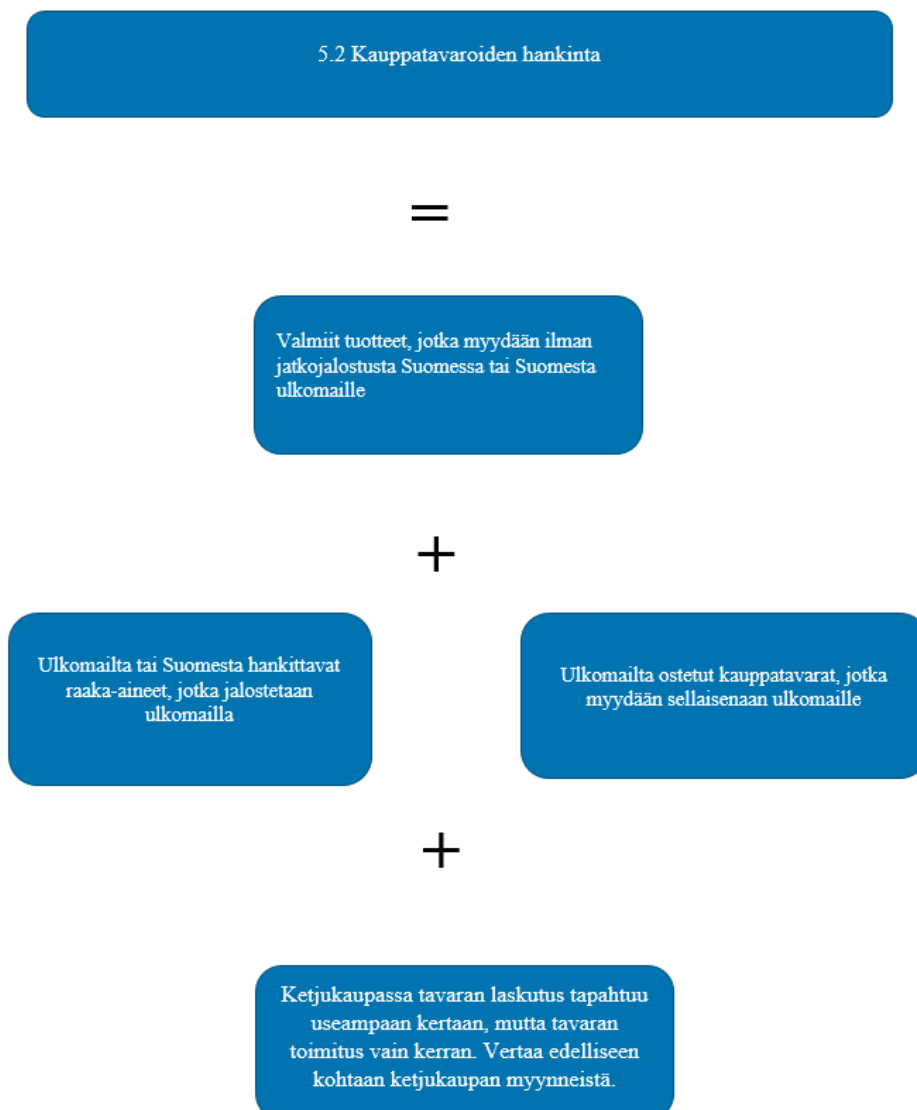 5.2 Kauppatavaroiden hankinta
=
Valmiit tuotteet, jotka myydään ilman
jatkojalostusta Suomessa tai Suomesta
ulkomaille
+
Ulkomailta tai Suomesta hankittavat
raaka-aineet, jotka jalostetaan
ulkomailla
Ulkomailta ostetut kauppatavarat, jotka
myydään sellaisenaan ulkomaille
+
Ketjukaupassa tavaran laskutus tapahtuu
useampaan kertaan, mutta tavaran
toimitus vain kerran. Vertaa edelliseen
kohtaan ketjukaupan myynneistä.